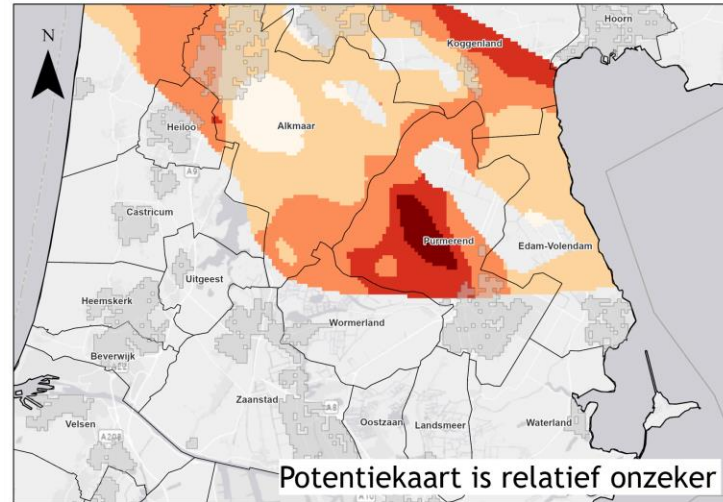 Hoorn
N
Koggenland
Alkmaar
Heiloo
A9
Castricum
Purmerend
Edam-Volendam
Uitgeest
Heemskerk
Wormerland
Beverwijk
Zaanstad
A8
Velsen
Oostzaan
Landsmeer
Waterland
A208
Potentiekaart is relatief onzeker